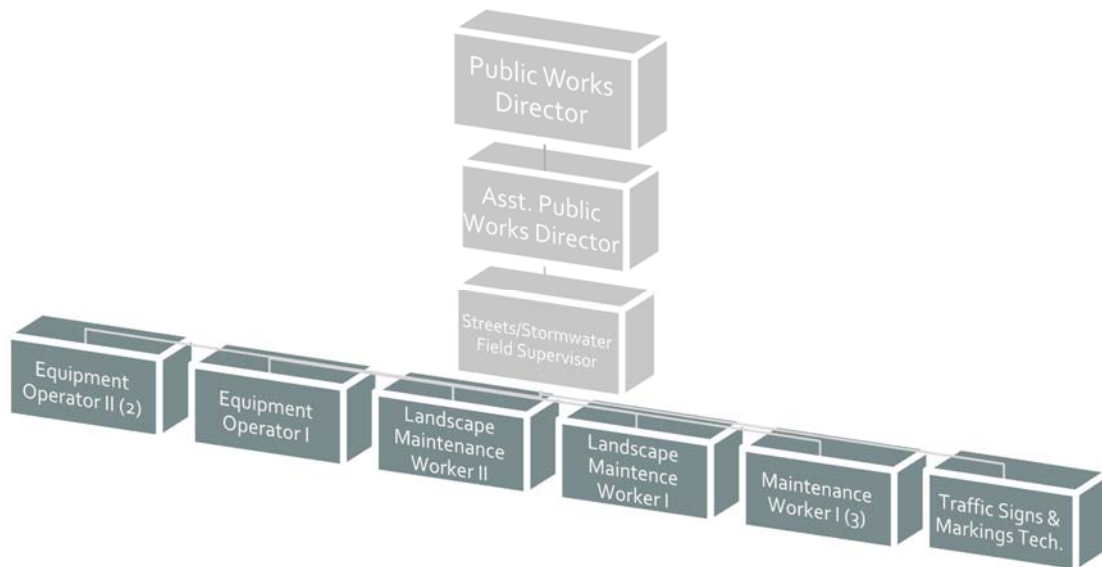 Public Works
Director
Asst. Public
Works Director
Streets/Stormwater
Field Supervisor
Equipment
Operator II (2)
Equipment
Operator I
Landscape
Maintenance
Worker II
Landscape
Maintence
Worker I
Maintenance
Worker I (3)
Traffic Signs &
Markings Tech.